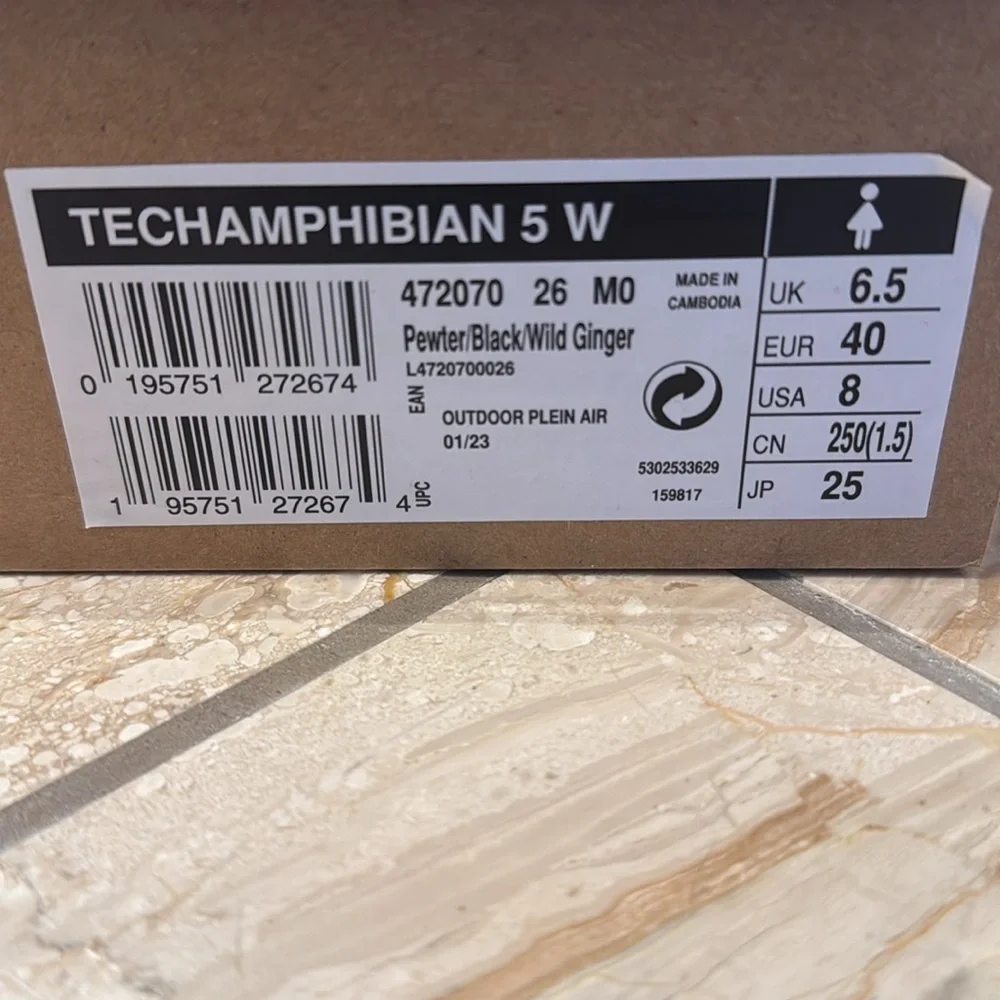 TECHAMPHIBIAN 5 W
0 195751 272674
EAN
1 95751 27267 4
UPC
472070 26 M0
Pewter/Black/Wild Ginger
L4720700026
OUTDOOR PLEIN AIR
01/23
MADE IN
CAMBODIA
5302533629
159817
UK 6.5
EUR 40
USA 8
CN 250(1.5)
JP 25